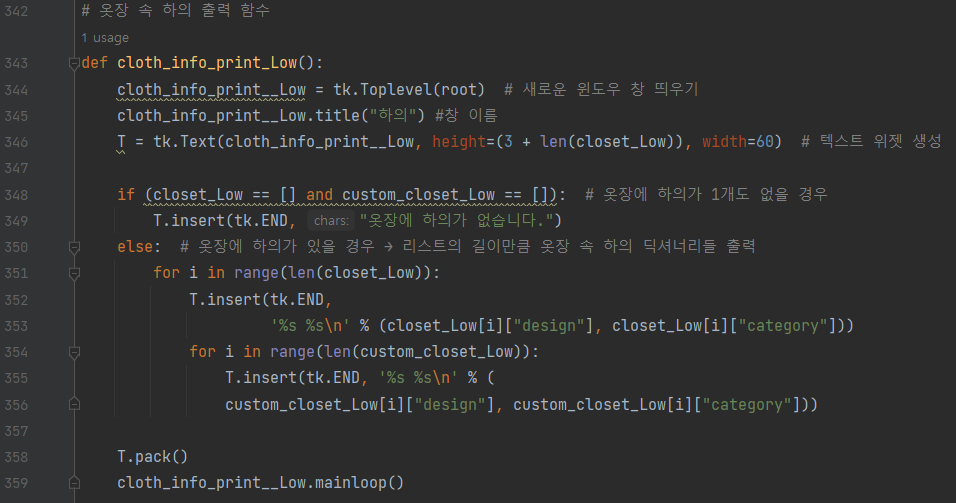 342 # 옷장 속 하의 출력 함수
1 usage
343 def cloth_info_print_Low():
344 cloth_info_print__Low = tk.Toplevel(root)  # 새로운 윈도우 창 띄우기
345 cloth_info_print__Low.title("하의") #창 이름
346 T = tk.Text(cloth_info_print__Low, height=(3 + len(closet_Low)), width=60)  # 텍스트 위젯 생성
347
348 if (closet_Low == [] and custom_closet_Low == []):  # 옷장에 하의가 1개도 없을 경우
349 T.insert(tk.END, chars: "옷장에 하의가 없습니다.")
350 else:  # 옷장에 하의가 있을 경우 → 리스트의 길이만큼 옷장 속 하의 딕셔너리들 출력
351 for i in range(len(closet_Low)):
352 T.insert(tk.END,
353 '%s %s\n' % (closet_Low[i]["design"], closet_Low[i]["category"]))
354 for i in range(len(custom_closet_Low)):
355 T.insert(tk.END, '%s %s\n' % (
356 custom_closet_Low[i]["design"], custom_closet_Low[i]["category"]))
357
358 T.pack()
359 cloth_info_print__Low.mainloop()